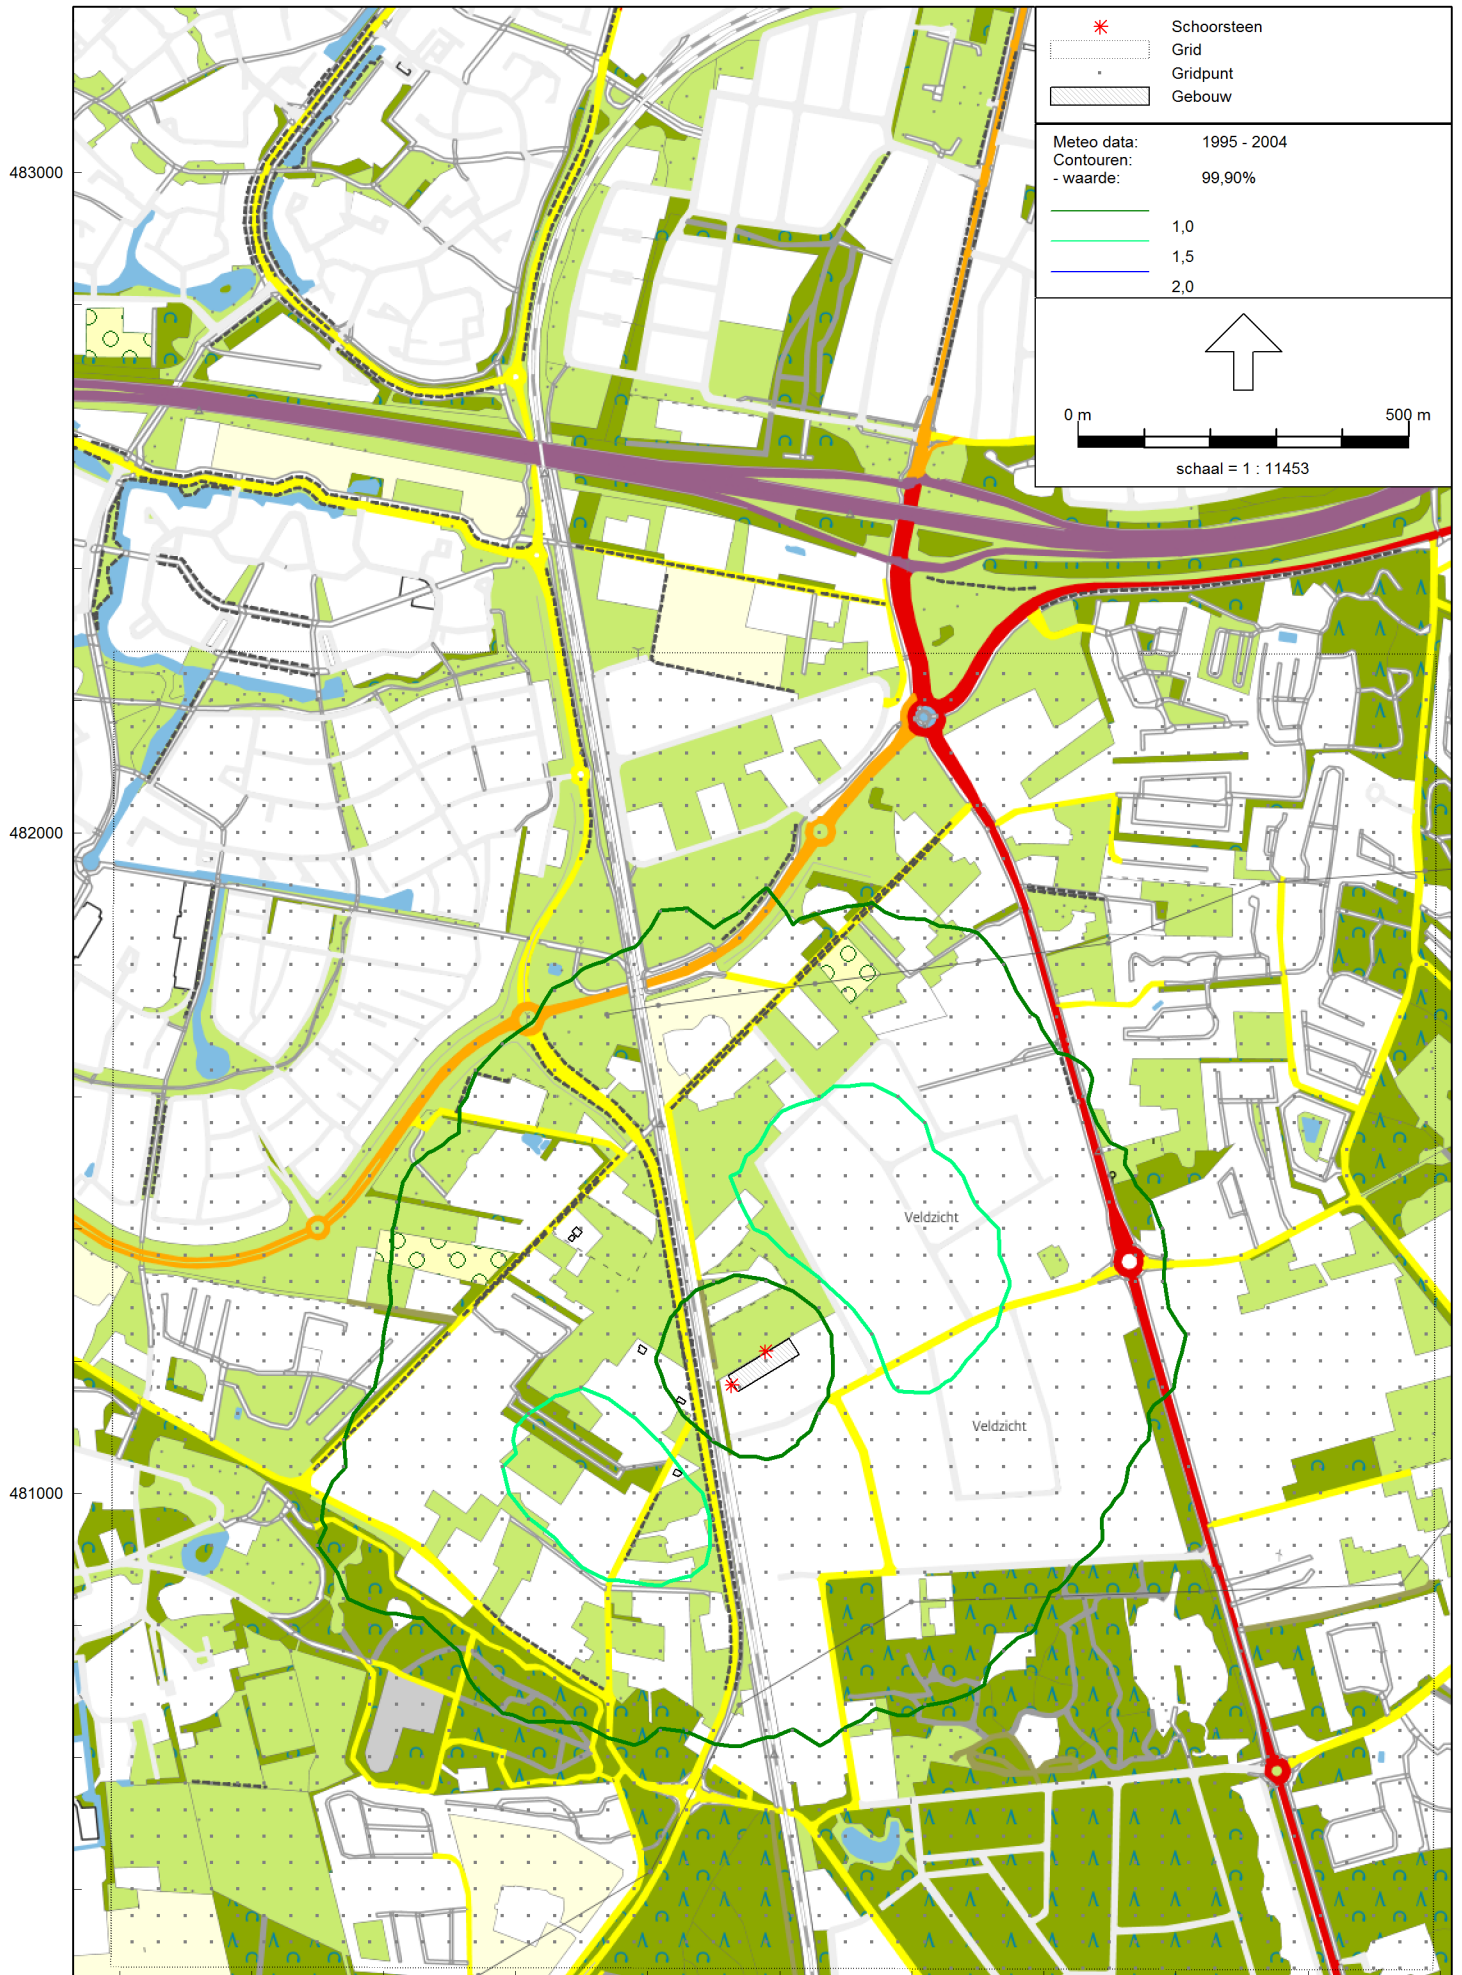 Schoorsteen
Grid
Gridpunt
Gebouw
Meteo data: 1995 - 2004
Contouren:
- waarde: 99,90%
1,0
1,5
2,0
0 m 500 m
schaal = 1 : 11453
483000
482000
Veldzicht
Veldzicht
481000